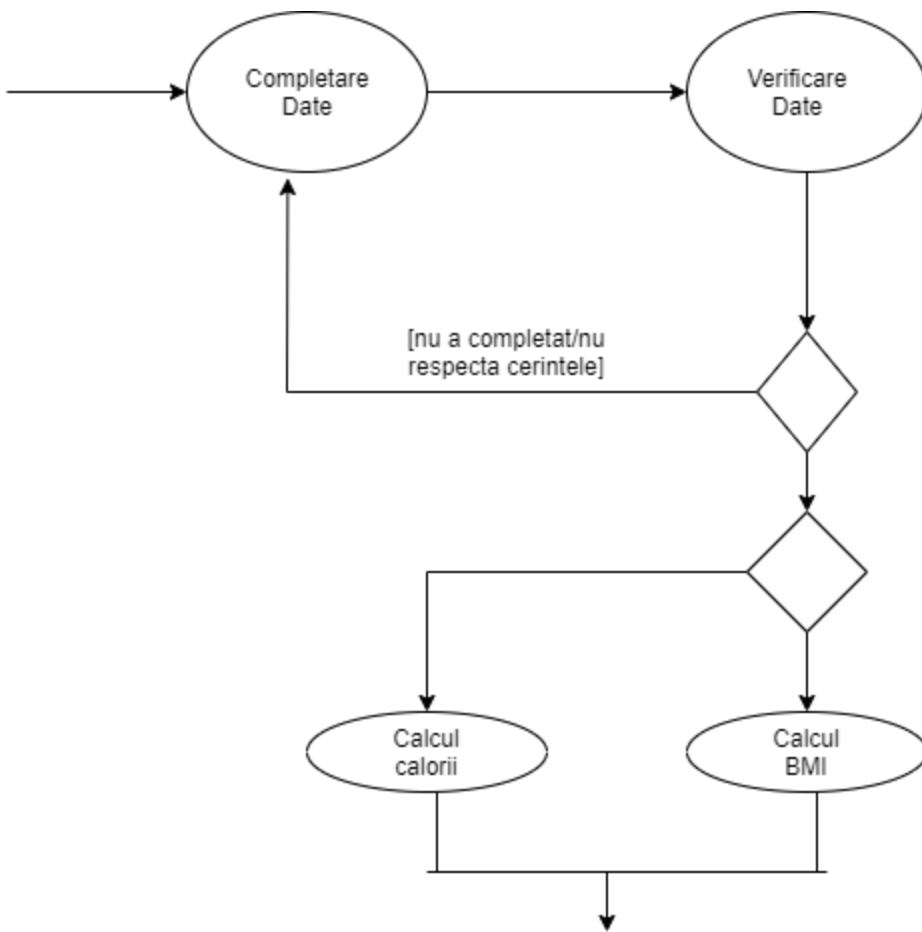 Completare
Date
Verificare
Date
[nu a completat/nu
respecta cerintele]
Calcul
calorii
Calcul
BMI